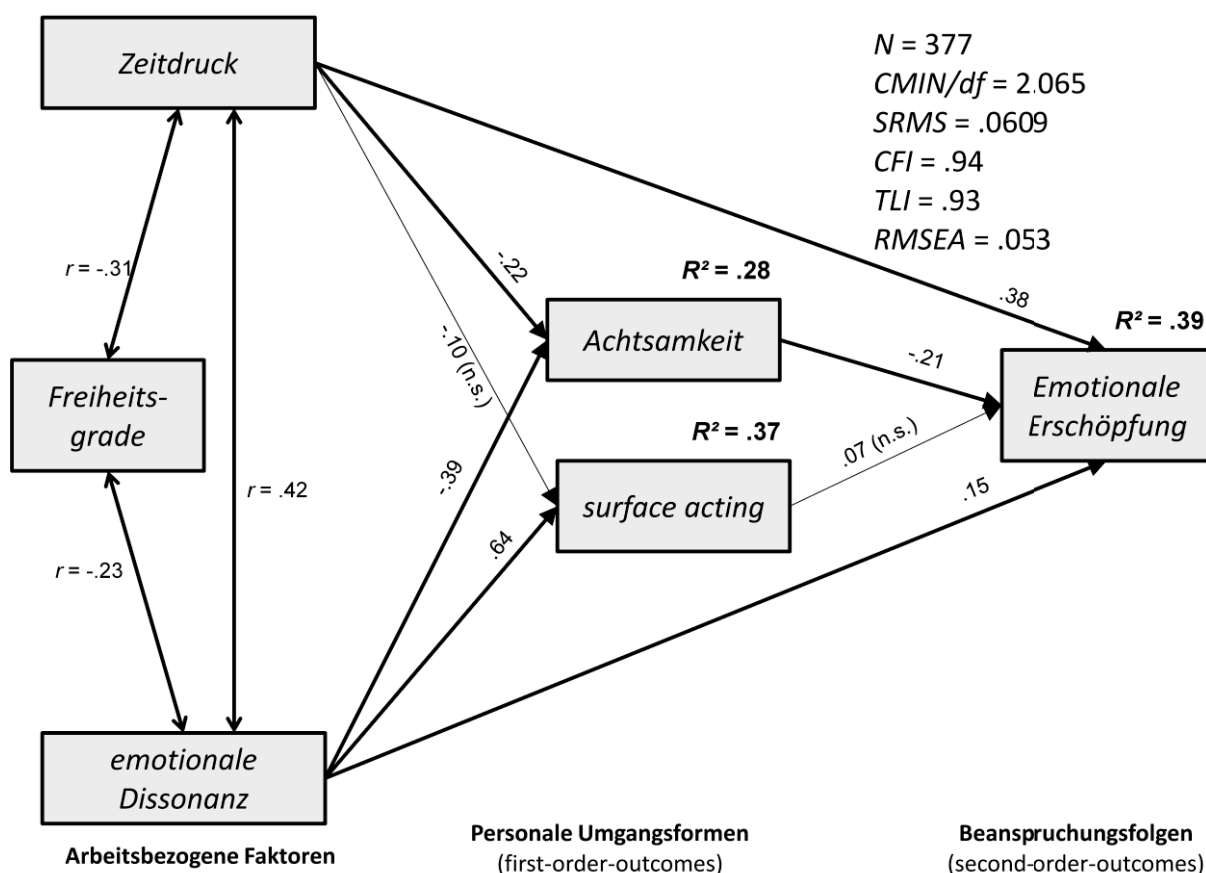 Zeitdruck
N = 377
CMIN/df = 2.065
SRMS = .0609
CFI = .94
TLI = .93
RMSEA = .053
r = -.31
-.22
R² = .28
.38
R² = .39
-.10 (n.s.)
Achtsamkeit
-.21
Freiheits-
grade
Emotionale
Erschöpfung
R² = .37
.07 (n.s.)
-.39
r = .42
surface acting
.15
.64
r = -.23
emotionale
Dissonanz
Arbeitsbezogene Faktoren
Personale Umgangsformen
(first-order-outcomes)
Beanspruchungsfolgen
(second-order-outcomes)